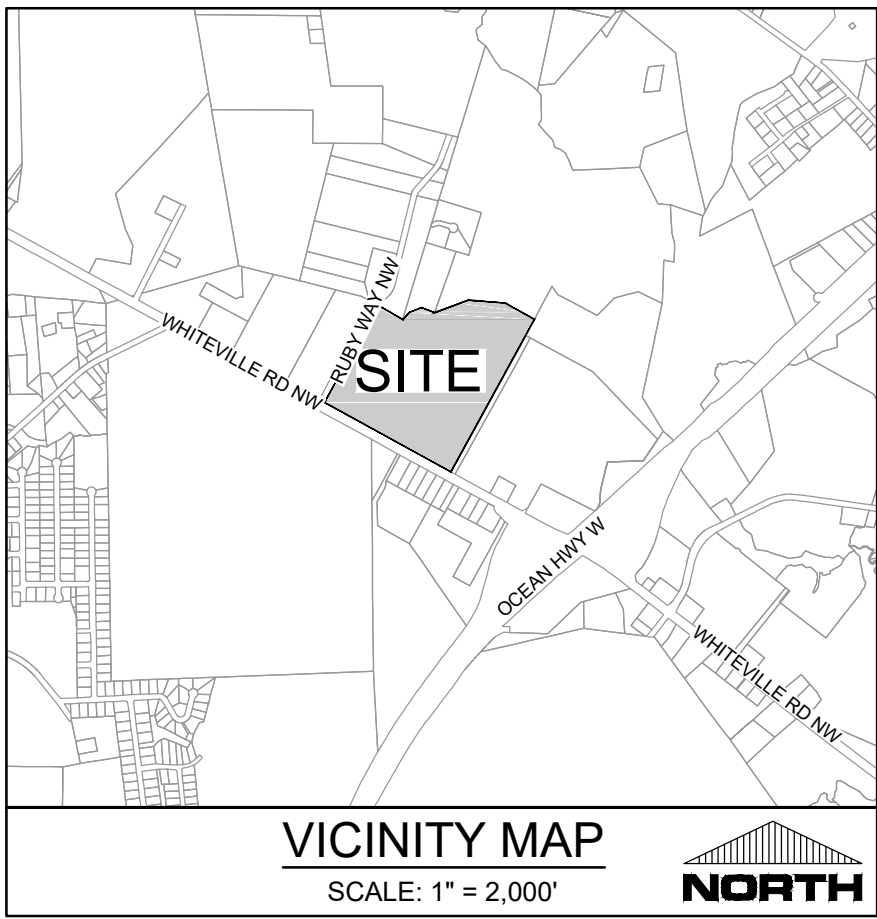 RUBY WAY NW
WHITEVILLE RD NW
SITE
OCEAN HWY W
WHITEVILLE RD NW
VICINITY MAP
SCALE: 1" = 2,000'
NORTH